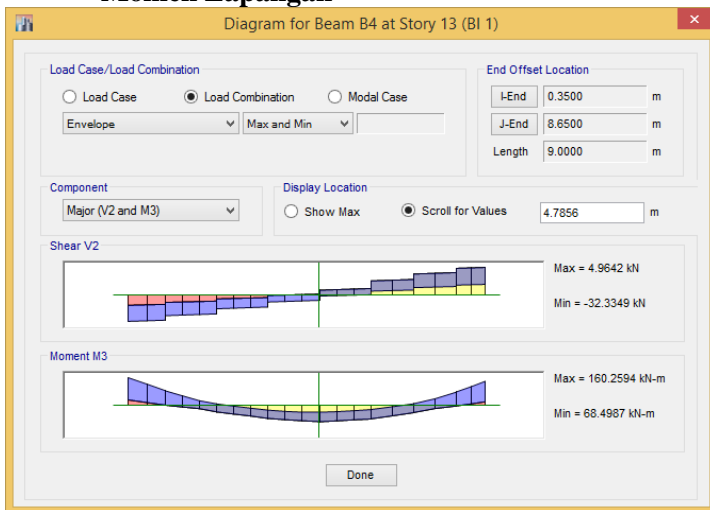 Momen Lapangan
Diagram for Beam B4 at Story 13 (BI 1)
Load Case/Load Combination
Load Case Load Combination Modal Case
Envelope Max and Min
End Offset Location
I-End 0.3500 m
J-End 8.6500 m
Length 9.0000 m
Component
Major (V2 and M3)
Display Location
Show Max Scroll for Values 4.7856 m
Shear V2
Max = 4.9642 kN
Min = -32.3349 kN
Moment M3
Max = 160.2594 kN-m
Min = 68.4987 kN-m
Done